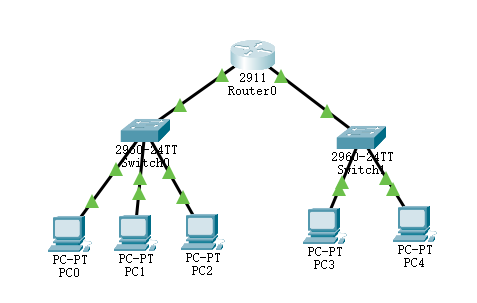 2911
Router0
2960-24TT
Switch0
2960-24TT
Switch1
PC-PT
PC0
PC-PT
PC1
PC-PT
PC2
PC-PT
PC3
PC-PT
PC4